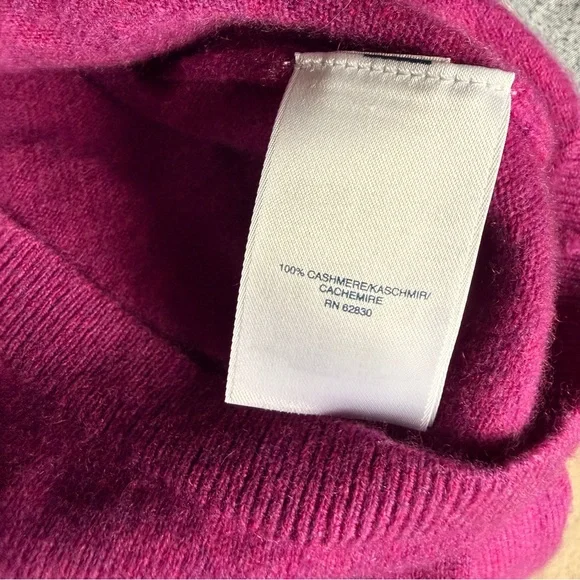 100% CASHMERE/KASCHMIR/
CACHEMIRE
RN 62830